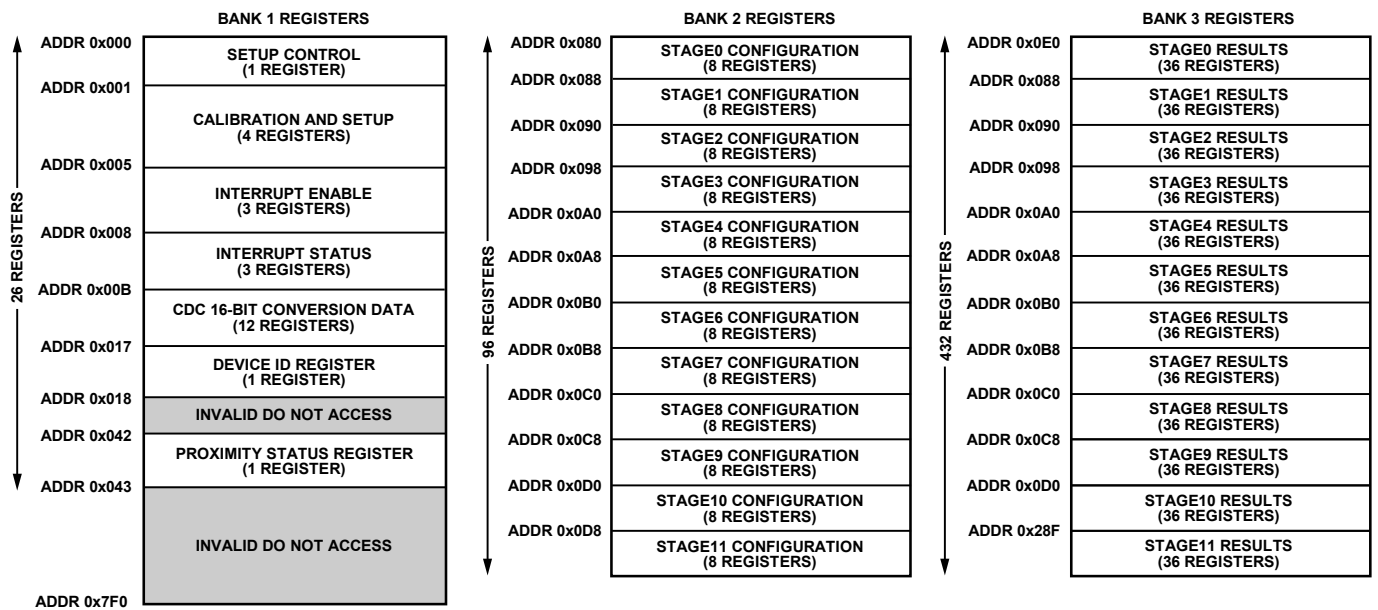 BANK 1 REGISTERS
ADDR 0x000
SETUP CONTROL
(1 REGISTER)
ADDR 0x001
CALIBRATION AND SETUP
(4 REGISTERS)
ADDR 0x005
INTERRUPT ENABLE
(3 REGISTERS)
ADDR 0x008
INTERRUPT STATUS
(3 REGISTERS)
ADDR 0x00B
CDC 16-BIT CONVERSION DATA
(12 REGISTERS)
ADDR 0x017
DEVICE ID REGISTER
(1 REGISTER)
ADDR 0x018
INVALID DO NOT ACCESS
ADDR 0x042
PROXIMITY STATUS REGISTER
(1 REGISTER)
ADDR 0x043
INVALID DO NOT ACCESS
ADDR 0x7F0
26 REGISTERS
BANK 2 REGISTERS
ADDR 0x080
STAGE0 CONFIGURATION
(8 REGISTERS)
ADDR 0x088
STAGE1 CONFIGURATION
(8 REGISTERS)
ADDR 0x090
STAGE2 CONFIGURATION
(8 REGISTERS)
ADDR 0x098
STAGE3 CONFIGURATION
(8 REGISTERS)
ADDR 0x0A0
STAGE4 CONFIGURATION
(8 REGISTERS)
ADDR 0x0A8
STAGE5 CONFIGURATION
(8 REGISTERS)
ADDR 0x0B0
STAGE6 CONFIGURATION
(8 REGISTERS)
ADDR 0x0B8
STAGE7 CONFIGURATION
(8 REGISTERS)
ADDR 0x0C0
STAGE8 CONFIGURATION
(8 REGISTERS)
ADDR 0x0C8
STAGE9 CONFIGURATION
(8 REGISTERS)
ADDR 0x0D0
STAGE10 CONFIGURATION
(8 REGISTERS)
ADDR 0x0D8
STAGE11 CONFIGURATION
(8 REGISTERS)
96 REGISTERS
BANK 3 REGISTERS
ADDR 0x0E0
STAGE0 RESULTS
(36 REGISTERS)
ADDR 0x088
STAGE1 RESULTS
(36 REGISTERS)
ADDR 0x090
STAGE2 RESULTS
(36 REGISTERS)
ADDR 0x098
STAGE3 RESULTS
(36 REGISTERS)
ADDR 0x0A0
STAGE4 RESULTS
(36 REGISTERS)
ADDR 0x0A8
STAGE5 RESULTS
(36 REGISTERS)
ADDR 0x0B0
STAGE6 RESULTS
(36 REGISTERS)
ADDR 0x0B8
STAGE7 RESULTS
(36 REGISTERS)
ADDR 0x0C0
STAGE8 RESULTS
(36 REGISTERS)
ADDR 0x0C8
STAGE9 RESULTS
(36 REGISTERS)
ADDR 0x0D0
STAGE10 RESULTS
(36 REGISTERS)
ADDR 0x28F
STAGE11 RESULTS
(36 REGISTERS)
432 REGISTERS